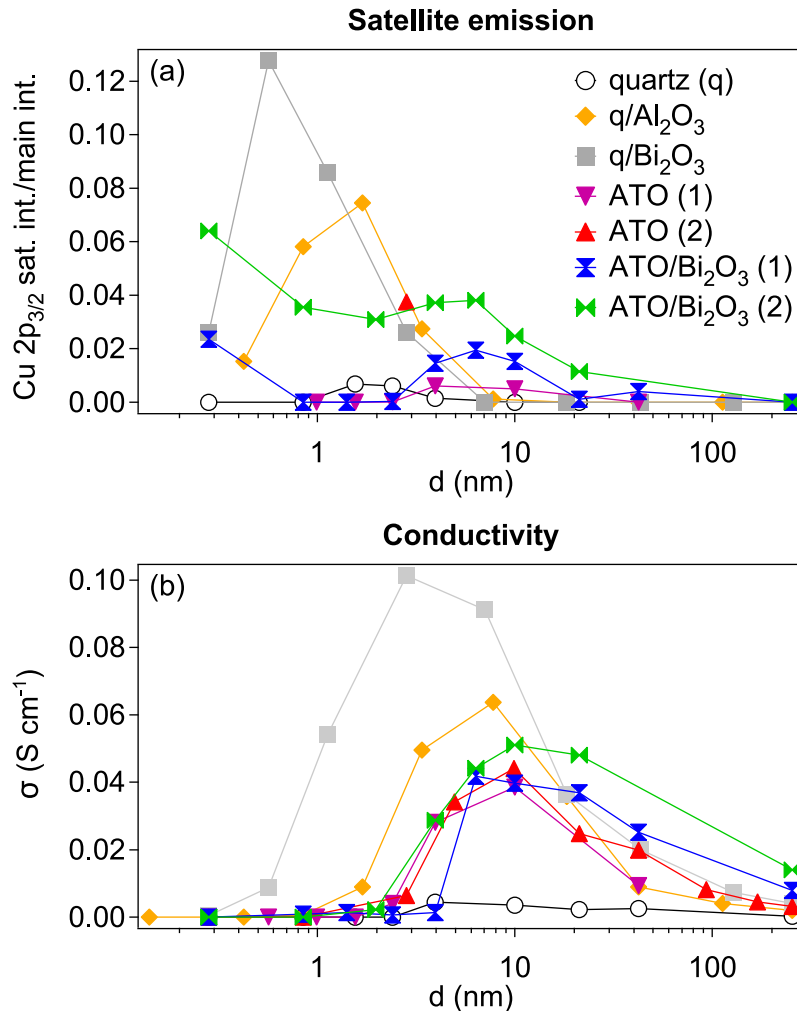 Satellite emission
(a)
Cu 2p3/2 sat. int./main int.
0.12
0.10
0.08
0.06
0.04
0.02
0.00
quartz (q)
q/Al2O3
q/Bi2O3
ATO (1)
ATO (2)
ATO/Bi2O3 (1)
ATO/Bi2O3 (2)
1 10 100
d (nm)
Conductivity
(b)
σ (S cm⁻¹)
0.10
0.08
0.06
0.04
0.02
0.00
1 10 100
d (nm)